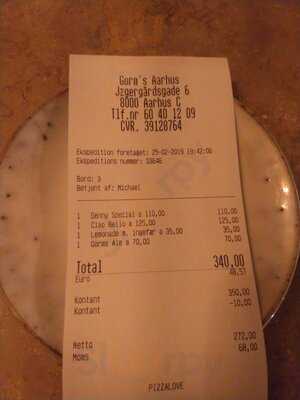 Gorm's Aarhus
Jægergårdsgade 6
8000 Aarhus C
Tlf.nr 60 40 12 09
CVR. 39128764
Ekspedition foretaget: 25-02-2019 19:42:00
Ekspeditions nummer: 93646
Bord: 3
Betjent af: Michael
1 Denny Special a 110,00 110,00
1 Ciao Bello a 125,00 125,00
1 Lemonade m. ingefær a 35,00 35,00
1 Gorms Ale a 70,00 70,00
Total 340,00
Euro 48,57
Kontant 350,00
Kontant -10,00
Netto 272,00
Moms 68,00
PIZZALOVE